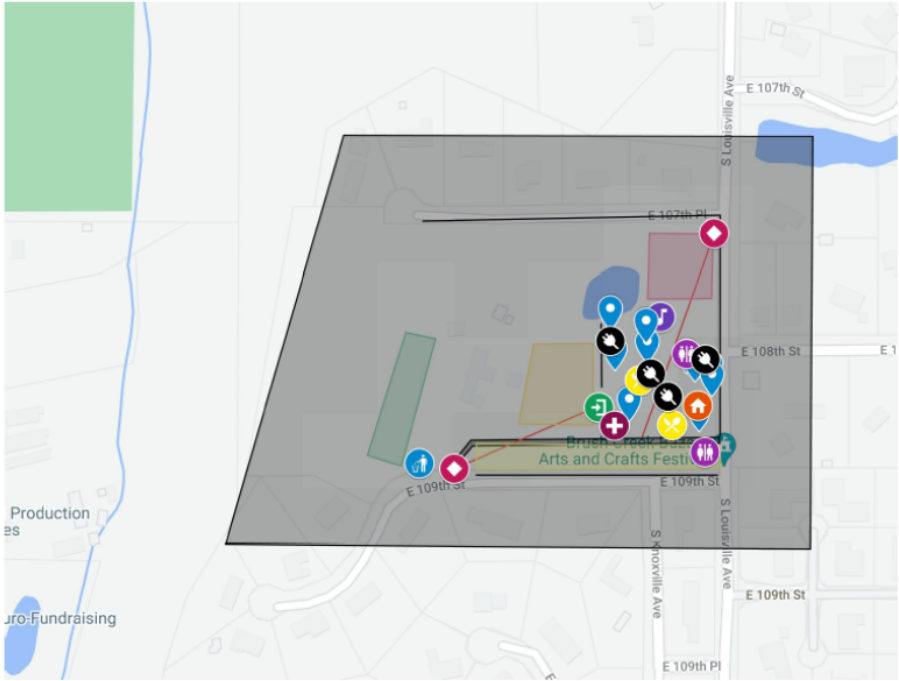 E 107th St
S Louisville Ave
E 107th Pl
E 108th St
E 1
Brush Creek
Arts and Crafts Festi
E 109th St
E 109th St
Production
es
S Knoxville Ave
S Louisville Ave
E 109th St
uro-Fundraising
E 109th Pl
E